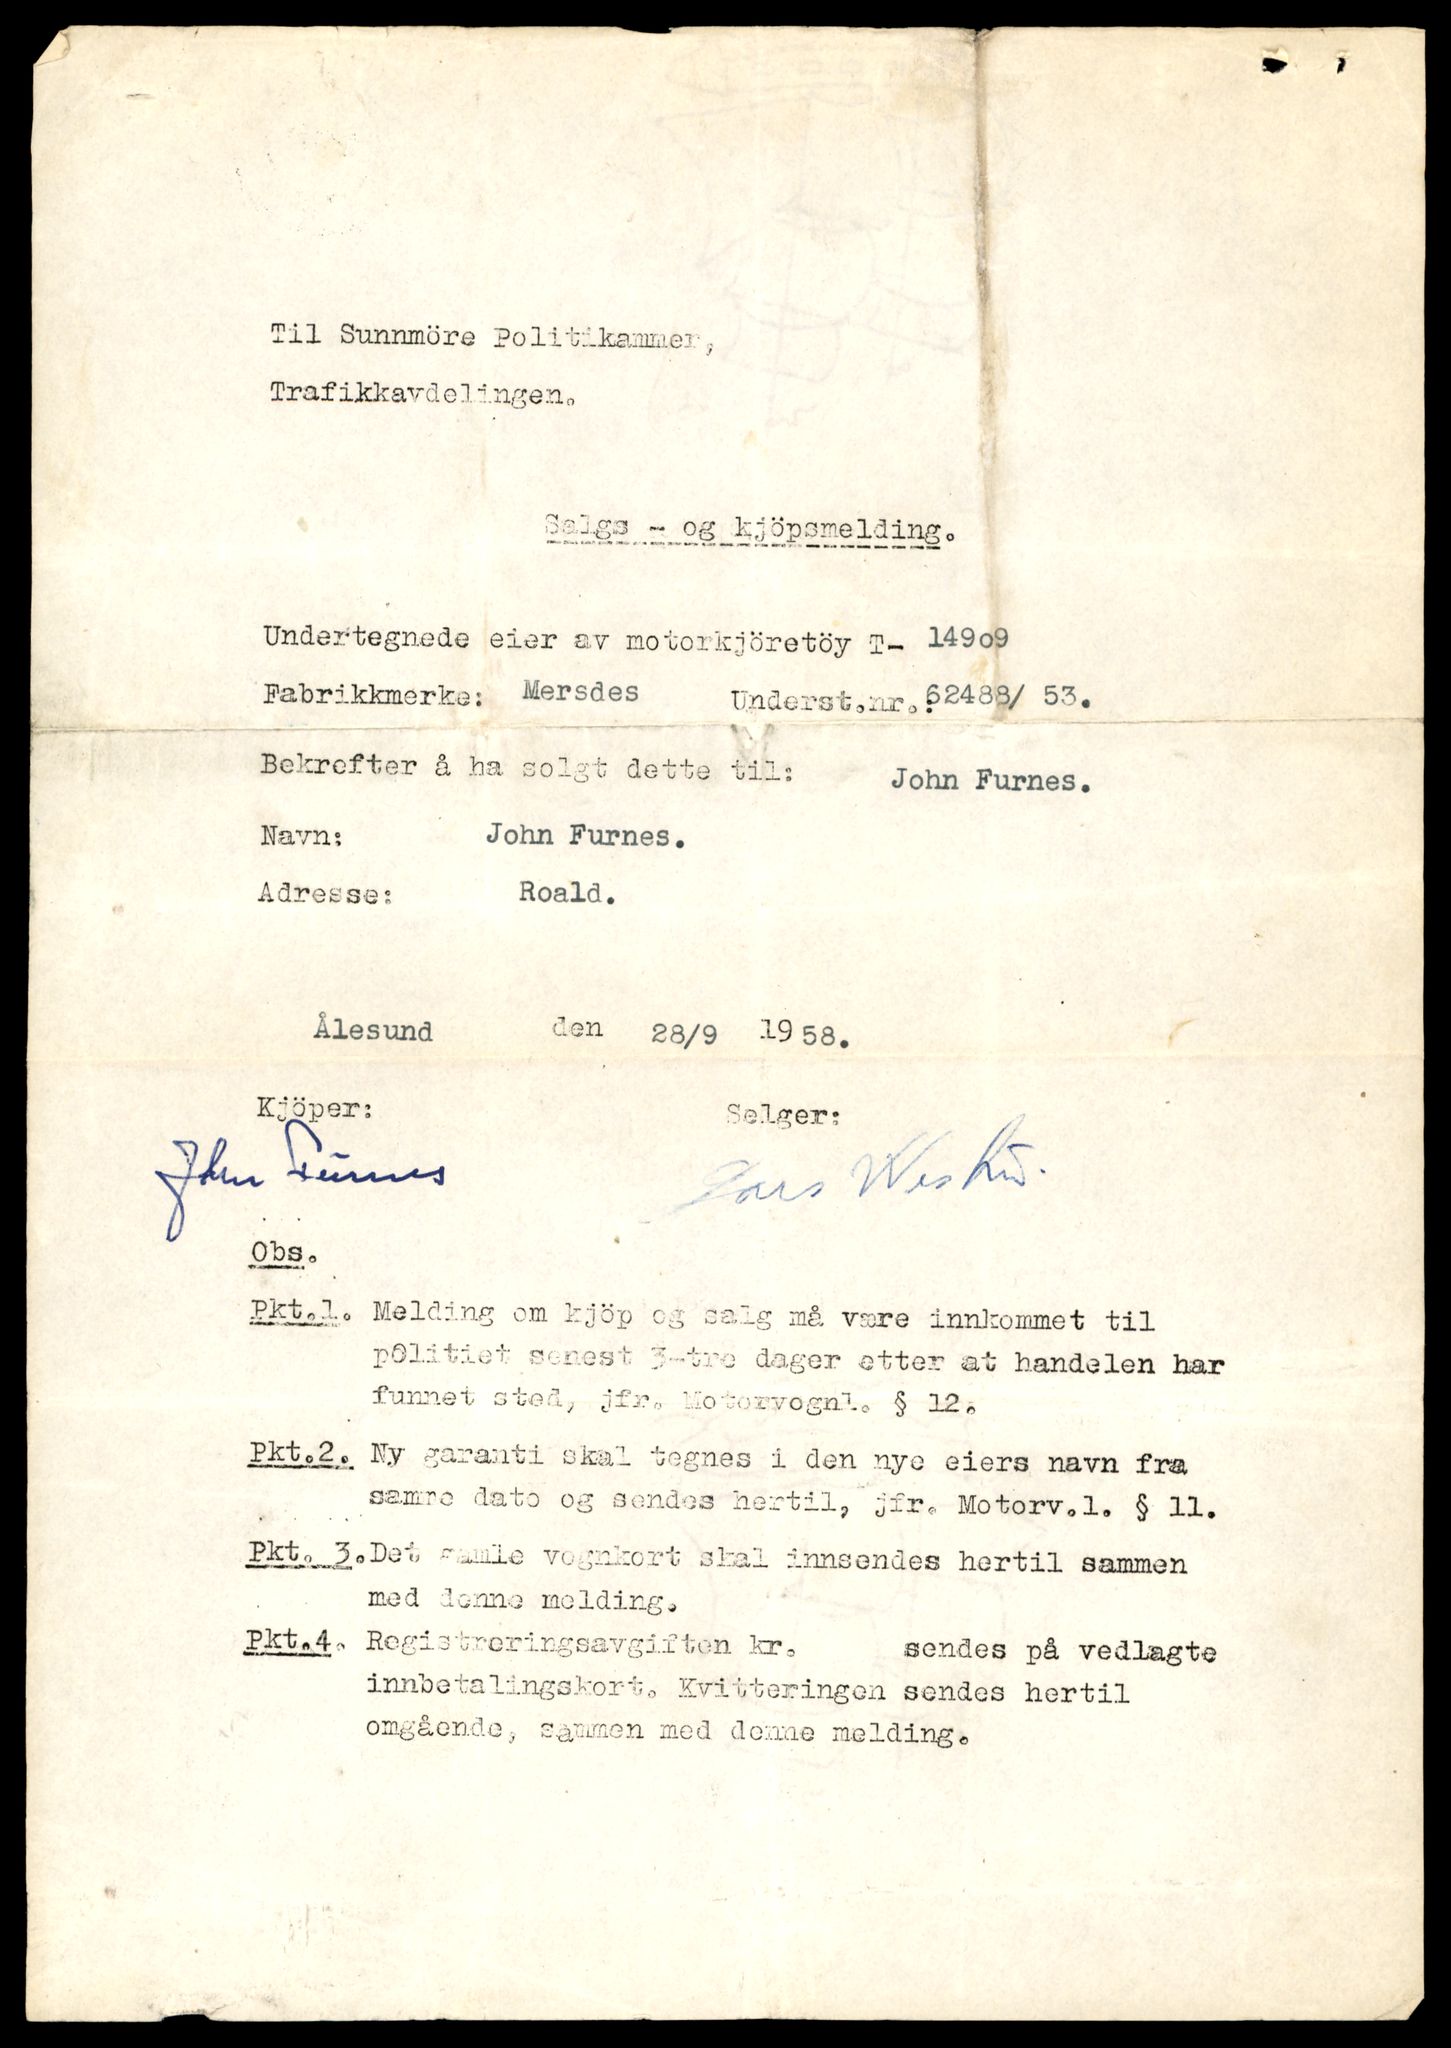 Til Sunnmöre Politikammer,
Trafikkavdelingen.
Salgs - og kjöpsmelding.
Undertegnede eier av motorkjöretöy T- 14909
Fabrikkmerke: Mersdes Underst.nr.: 62488/ 53.
Bekrefter å ha solgt dette til: John Furnes.
Navn: John Furnes.
Adresse: Roald.
Ålesund den 28/9 1958.
Kjöper: Selger:
John Furnes Lars
Obs.
Pkt.1. Melding om kjöp og salg må være innkommet til
pOlitiet senest 3-tre dager etter at handelen har
funnet sted, jfr. Motorvognl. § 12.
Pkt.2. Ny garanti skal tegnes i den nye eiers navn fra
samre dato og sendes hertil, jfr. Motorv.l. § 11.
Pkt. 3. Det gamle vognkort skal innsendes hertil sammen
med denne melding.
Pkt.4. Registreringsavgiften kr. sendes på vedlagte
innbetalingskort. Kvitteringen sendes hertil
omgående, sammen med denne melding.